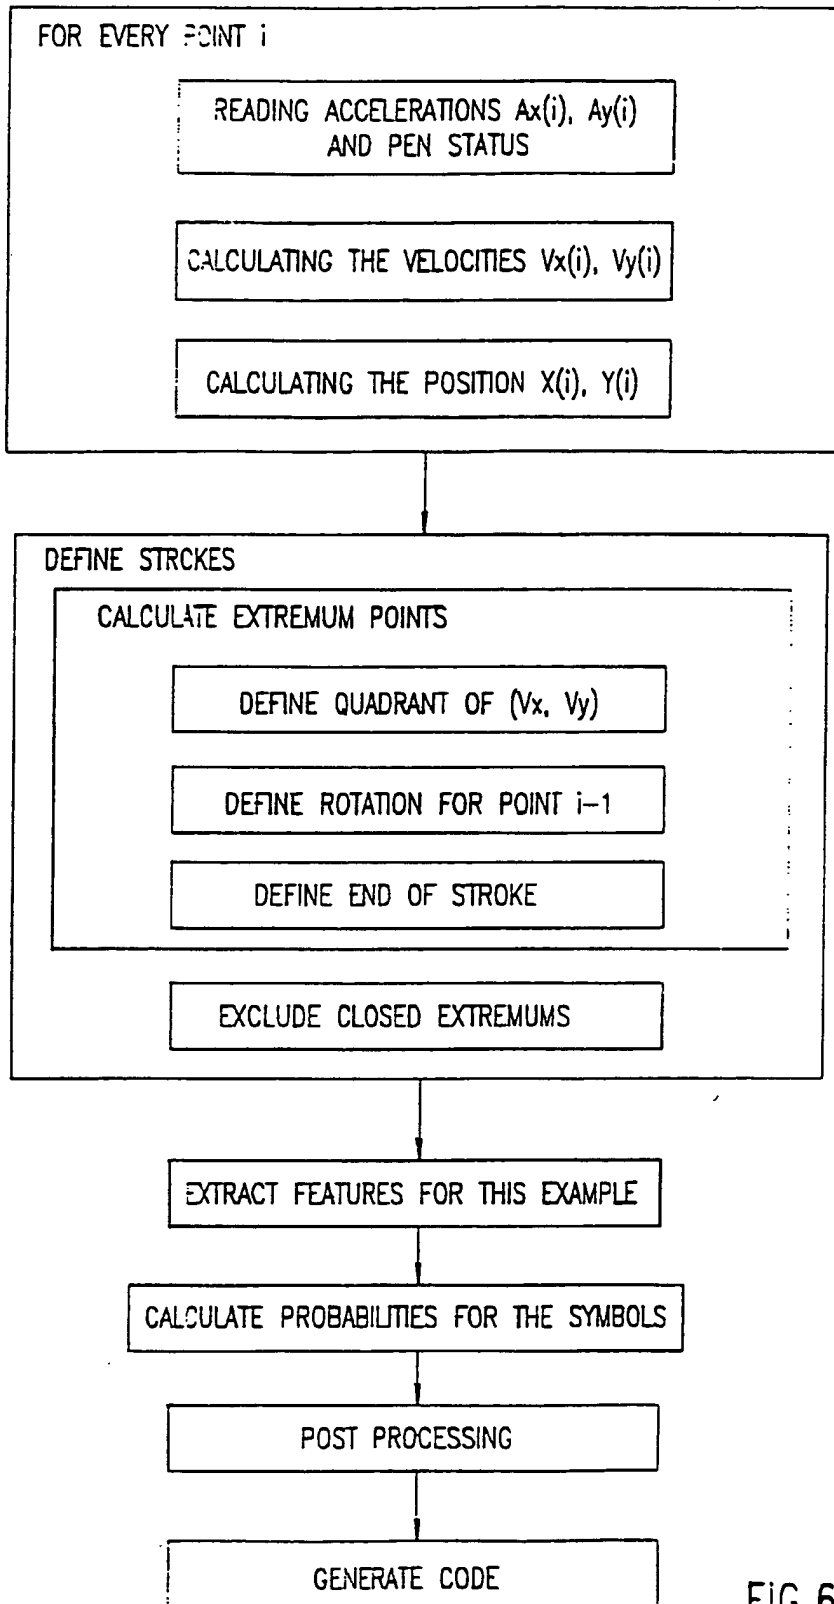 FOR EVERY POINT i
READING ACCELERATIONS Ax(i), Ay(i)
AND PEN STATUS
CALCULATING THE VELOCITIES Vx(i), Vy(i)
CALCULATING THE POSITION X(i), Y(i)
DEFINE STROKES
CALCULATE EXTREMUM POINTS
DEFINE QUADRANT OF (Vx, Vy)
DEFINE ROTATION FOR POINT i-1
DEFINE END OF STROKE
EXCLUDE CLOSED EXTREMUMS
EXTRACT FEATURES FOR THIS EXAMPLE
CALCULATE PROBABILITIES FOR THE SYMBOLS
POST PROCESSING
GENERATE CODE
FIG 6